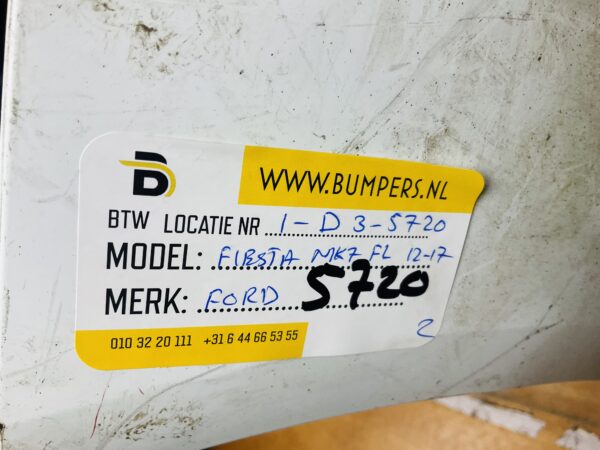 B
WWW.BUMPERS.NL
BTW LOCATIE NR 1-D 3-5720
MODEL: FIESTA MK7 FL 12-17
MERK: FORD 5720
010 32 20 111 +31 6 44 66 53 55
2